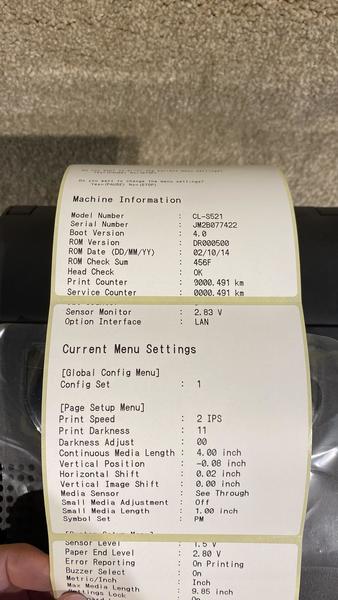 Do you want to change the menu settings?
Yes=(PAUSE) No=(STOP)
Machine Information
Model Number : CL-S521
Serial Number : JM2B077422
Boot Version : 4.0
ROM Version : DR000500
ROM Date (DD/MM/YY) : 02/10/14
ROM Check Sum : 456F
Head Check : OK
Print Counter : 0000.491 km
Service Counter : 0000.491 km
Sensor Monitor : 2.83 V
Option Interface : LAN
Current Menu Settings
[Global Config Menu]
Config Set : 1
[Page Setup Menu]
Print Speed : 2 IPS
Print Darkness : 11
Darkness Adjust : 00
Continuous Media Length : 4.00 inch
Vertical Position : -0.08 inch
Horizontal Shift : 0.02 inch
Vertical Image Shift : 0.00 inch
Media Sensor : See Through
Small Media Adjustment : Off
Small Media Length : 1.00 inch
Symbol Set : PM
Sensor Level : 1.5 V
Paper End Level : 2.80 V
Error Reporting : On Printing
Buzzer Select : On
Metric/Inch : Inch
Max Media Length : 9.85 inch
Settings Lock : On